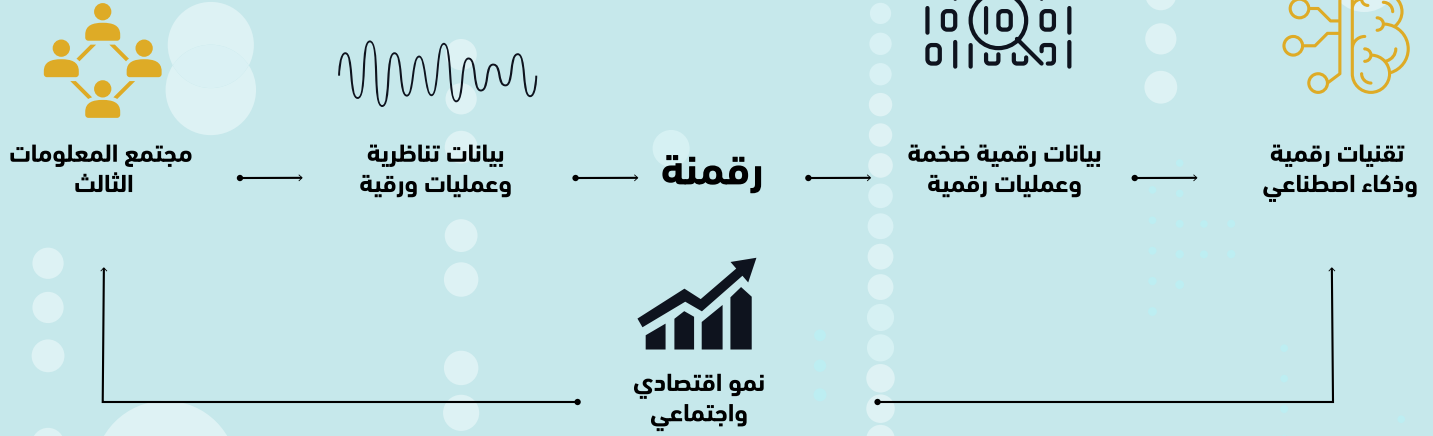 مجتمع المعلومات
الثالث
بيانات تناظرية
وعمليات ورقية
رقمنة
بيانات رقمية ضخمة
وعمليات رقمية
تقنيات رقمية
وذكاء اصطناعي
نمو اقتصادي
واجتماعي